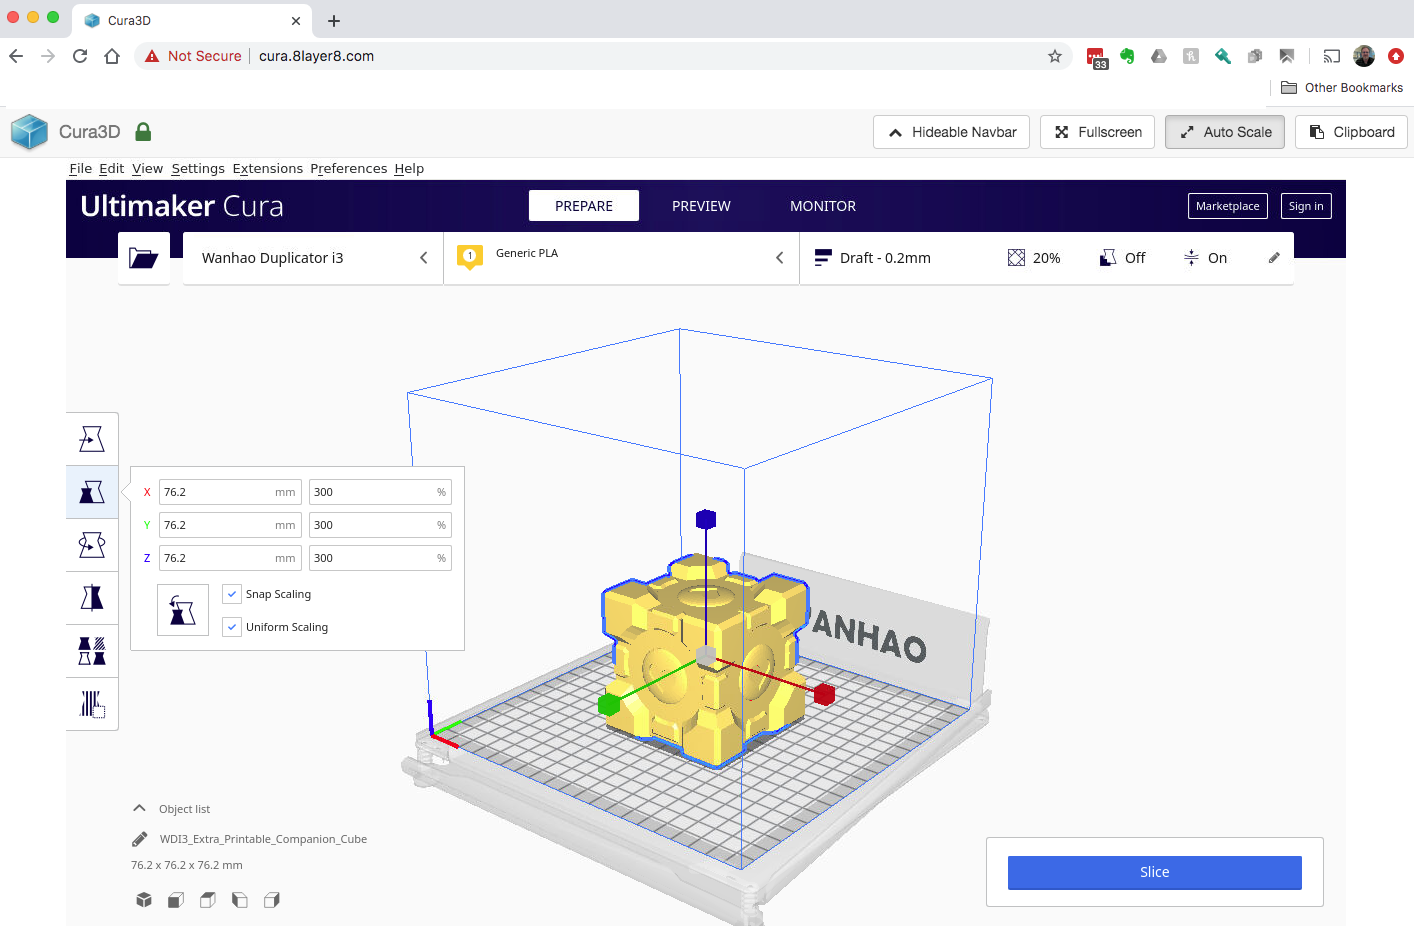 Cura3D
Not Secure
cura.8layer8.com
33
Other Bookmarks
Cura3D
Hideable Navbar
Fullscreen
Auto Scale
Clipboard
File Edit View Settings Extensions Preferences Help
Ultimaker Cura
PREPARE
PREVIEW
MONITOR
Marketplace
Sign in
Wanhao Duplicator i3
1
Generic PLA
Draft - 0.2mm
20%
Off
On
X 76.2 mm 300 %
Y 76.2 mm 300 %
Z 76.2 mm 300 %
Snap Scaling
Uniform Scaling
ANHAO
Object list
WDI3_Extra_Printable_Companion_Cube
76.2 x 76.2 x 76.2 mm
Slice